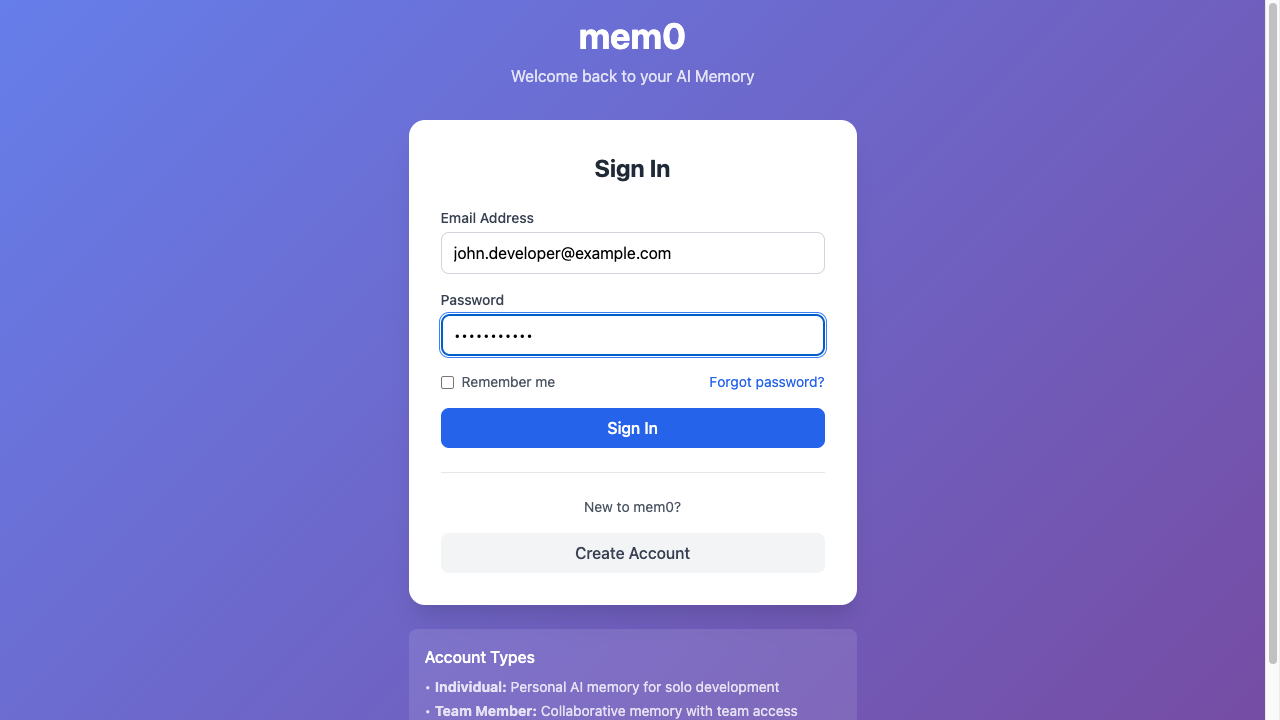 mem0
Welcome back to your AI Memory
Sign In
Email Address
john.developer@example.com
Password
•••••••••••
Remember me
Forgot password?
Sign In
New to mem0?
Create Account
Account Types
• Individual: Personal AI memory for solo development
• Team Member: Collaborative memory with team access